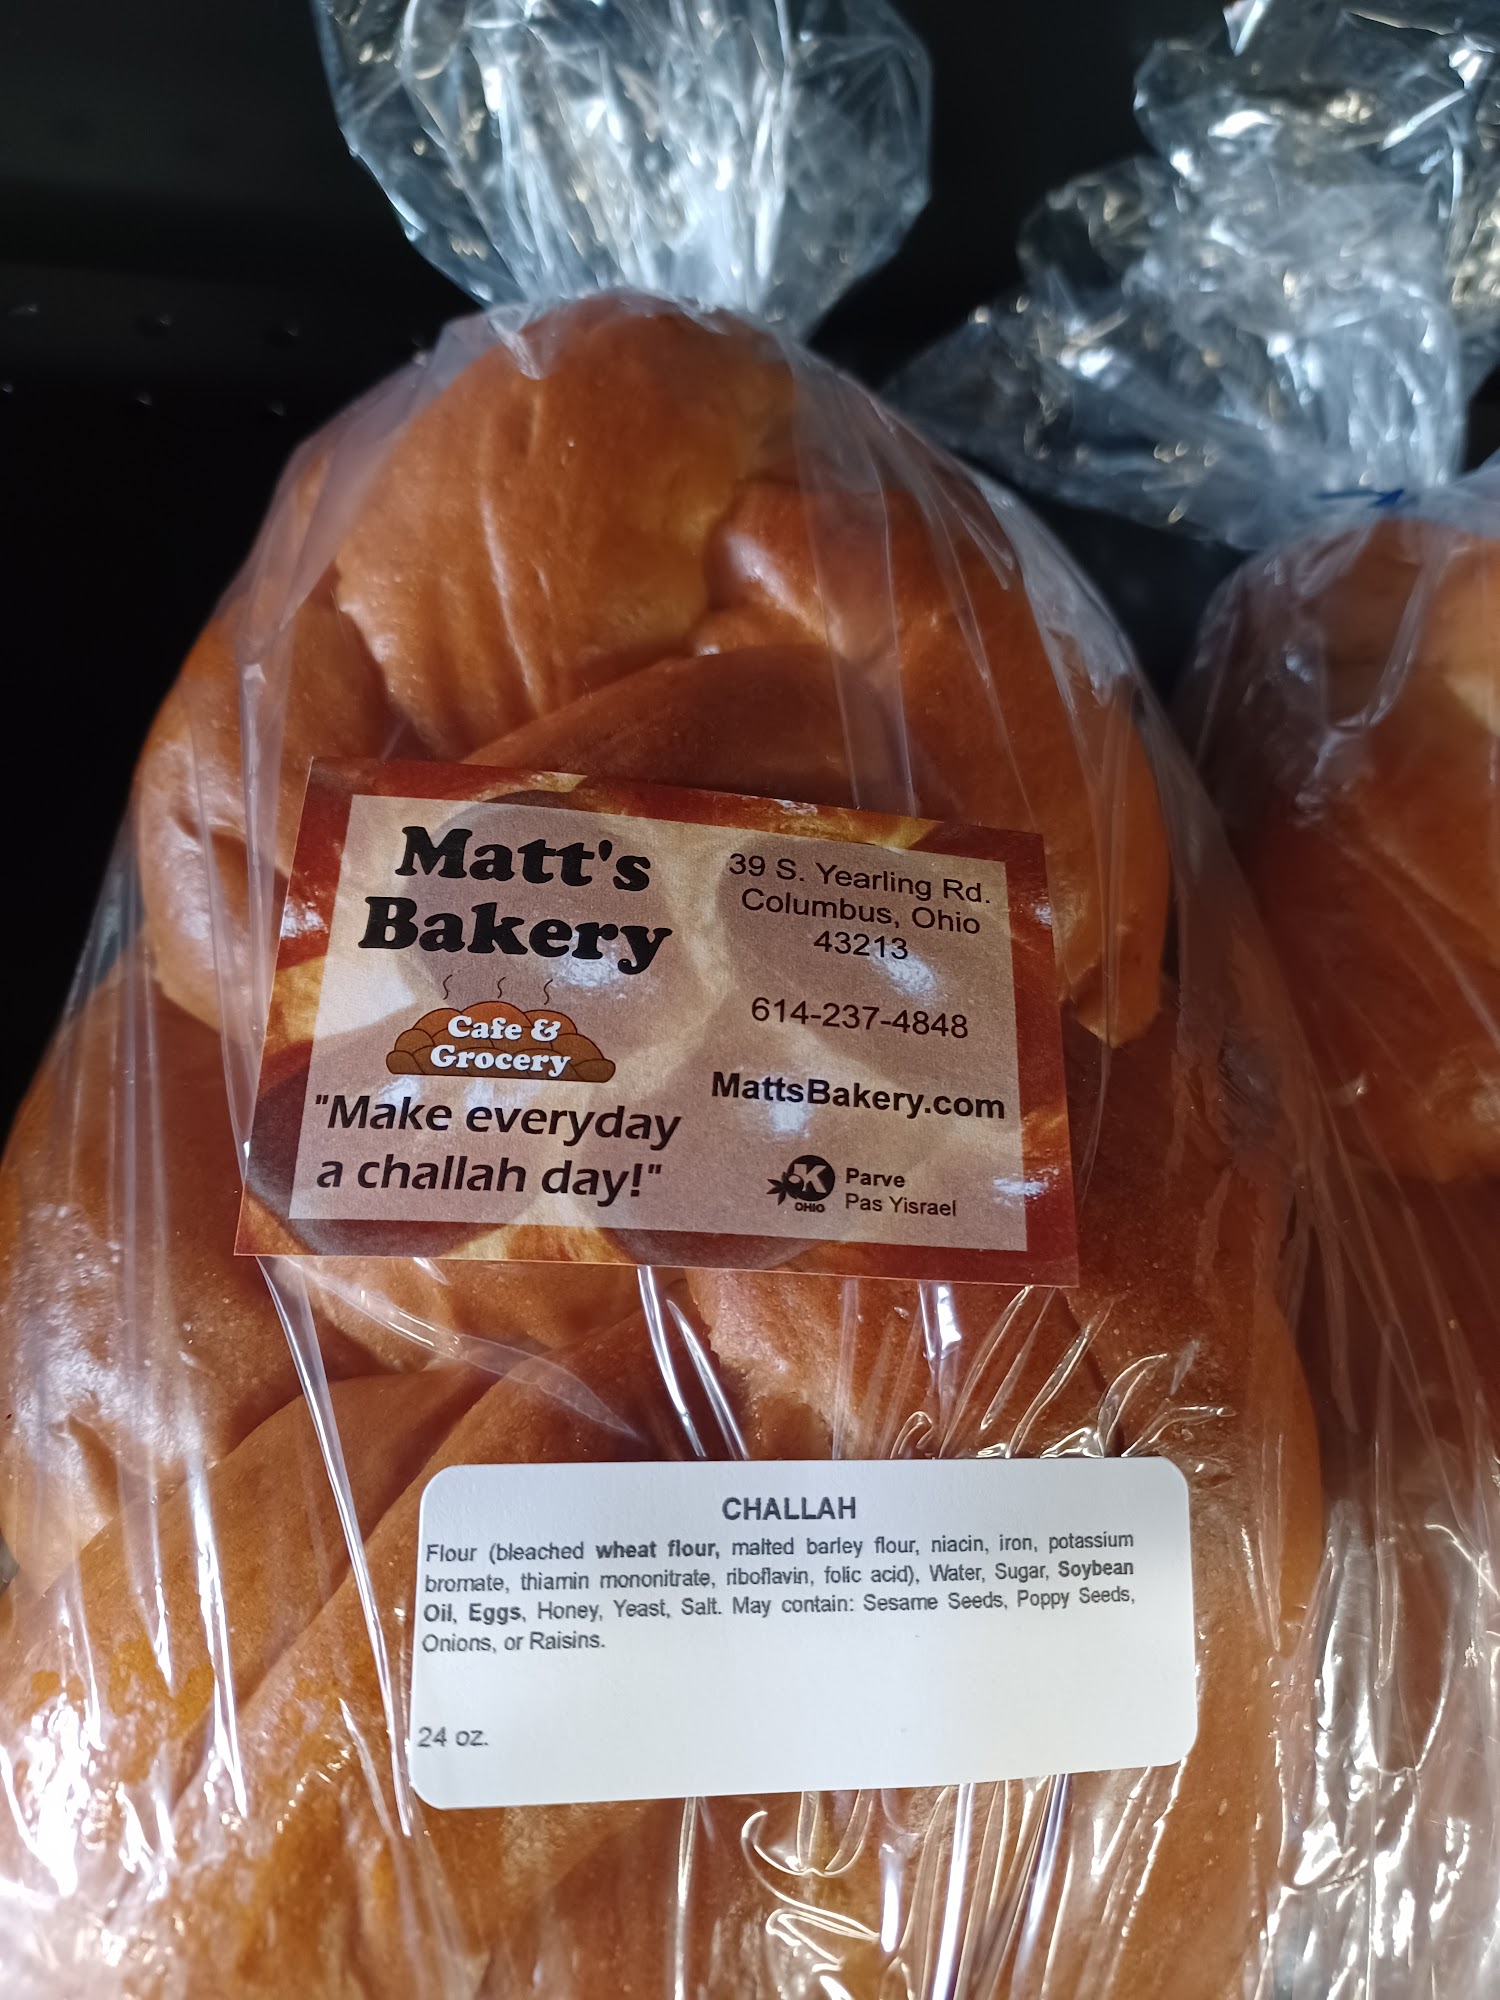 Matt's
Bakery
Cafe &
Grocery
"Make everyday
a challah day!"
39 S. Yearling Rd.
Columbus, Ohio
43213
614-237-4848
MattsBakery.com
K
OHIO
Parve
Pas Yisrael
CHALLAH
Flour (bleached wheat flour, malted barley flour, niacin, iron, potassium
bromate, thiamin mononitrate, riboflavin, folic acid), Water, Sugar, Soybean
Oil, Eggs, Honey, Yeast, Salt. May contain: Sesame Seeds, Poppy Seeds,
Onions, or Raisins.
24 oz.